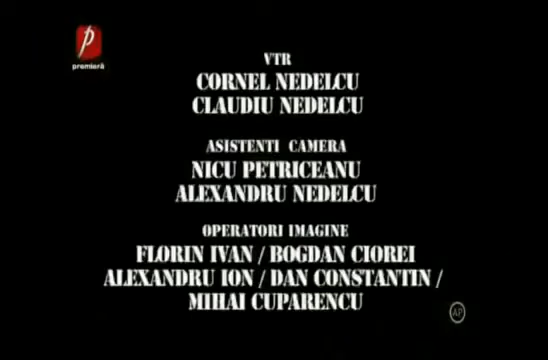 p
premieră
VTR
CORNEL NEDELCU
CLAUDIU NEDELCU
ASISTENTI CAMERA
NICU PETRICEANU
ALEXANDRU NEDELCU
OPERATORI IMAGINE
FLORIN IVAN / BOGDAN CIOREI
ALEXANDRU ION / DAN CONSTANTIN /
MIHAI CUPARENCU
AP